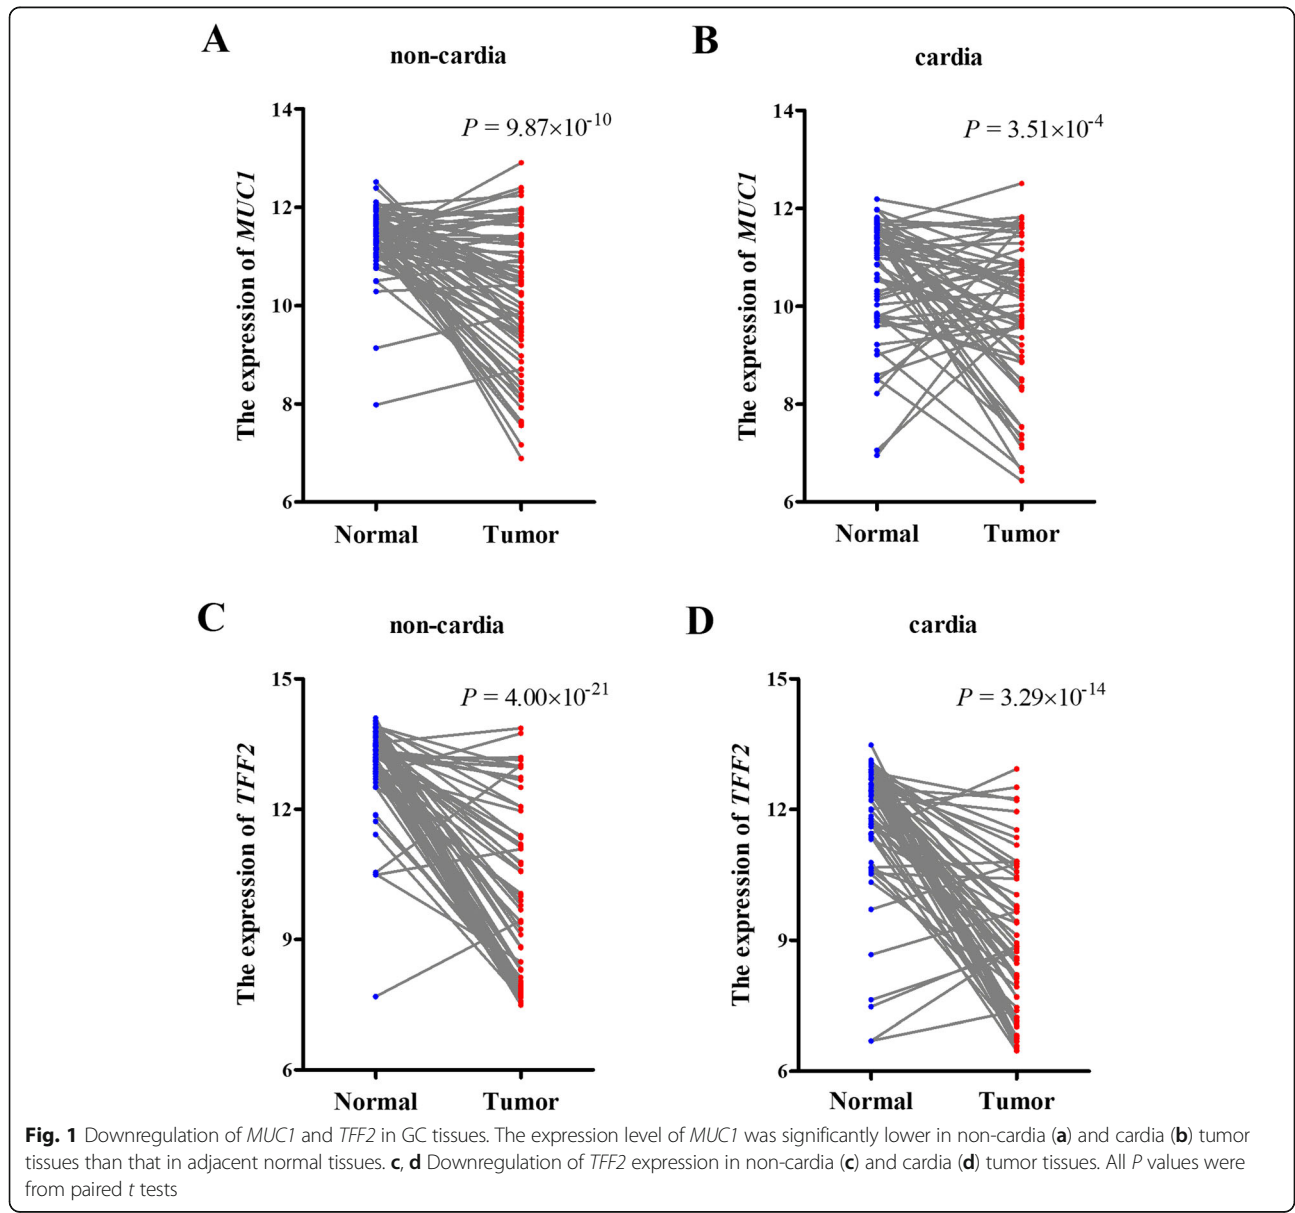 A
non-cardia
P = 9.87×10-10
The expression of MUC1
14
12
10
8
6
Normal
Tumor
B
cardia
P = 3.51×10-4
The expression of MUC1
14
12
10
8
6
Normal
Tumor
C
non-cardia
P = 4.00×10-21
The expression of TFF2
15
12
9
6
Normal
Tumor
D
cardia
P = 3.29×10-14
The expression of TFF2
15
12
9
6
Normal
Tumor
Fig. 1 Downregulation of MUC1 and TFF2 in GC tissues. The expression level of MUC1 was significantly lower in non-cardia (a) and cardia (b) tumor
tissues than that in adjacent normal tissues. c, d Downregulation of TFF2 expression in non-cardia (c) and cardia (d) tumor tissues. All P values were
from paired t tests